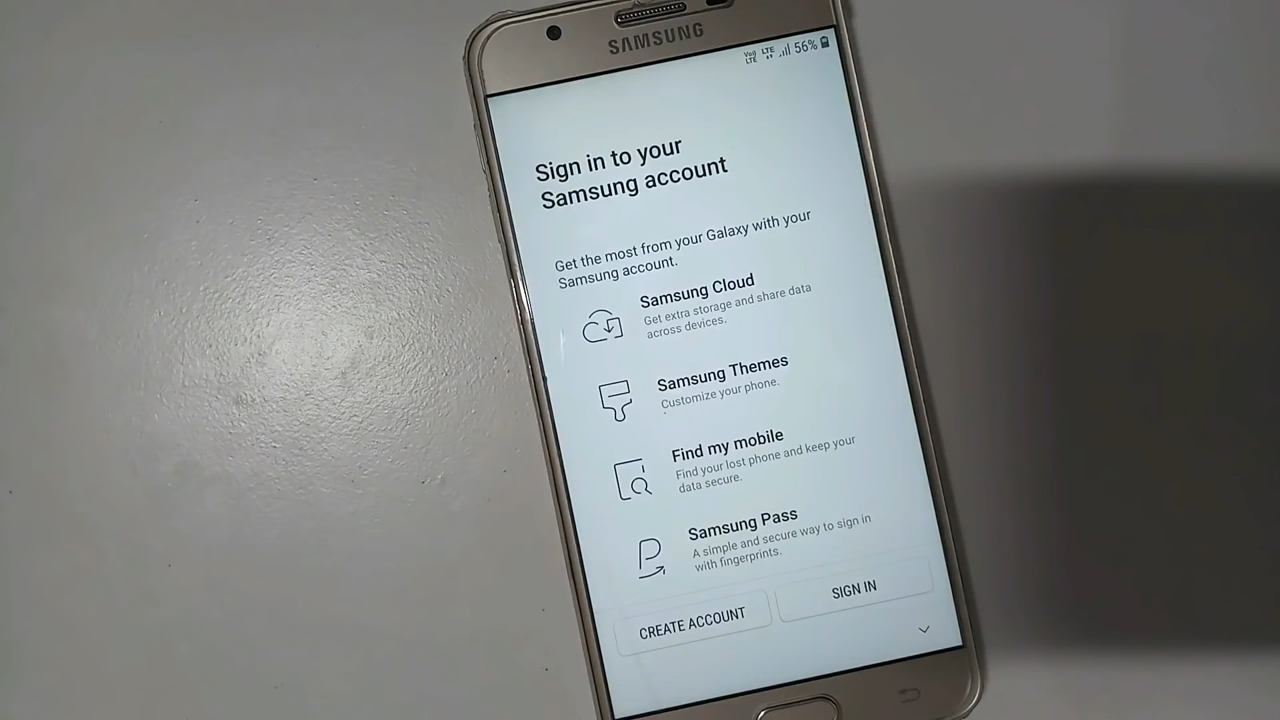 SAMSUNG
Vo))
LTE LTE 56%
Sign in to your
Samsung account
Get the most from your Galaxy with your
Samsung account.
Samsung Cloud
Get extra storage and share data
across devices.
Samsung Themes
Customize your phone.
Find my mobile
Find your lost phone and keep your
data secure.
Samsung Pass
A simple and secure way to sign in
with fingerprints.
CREATE ACCOUNT
SIGN IN